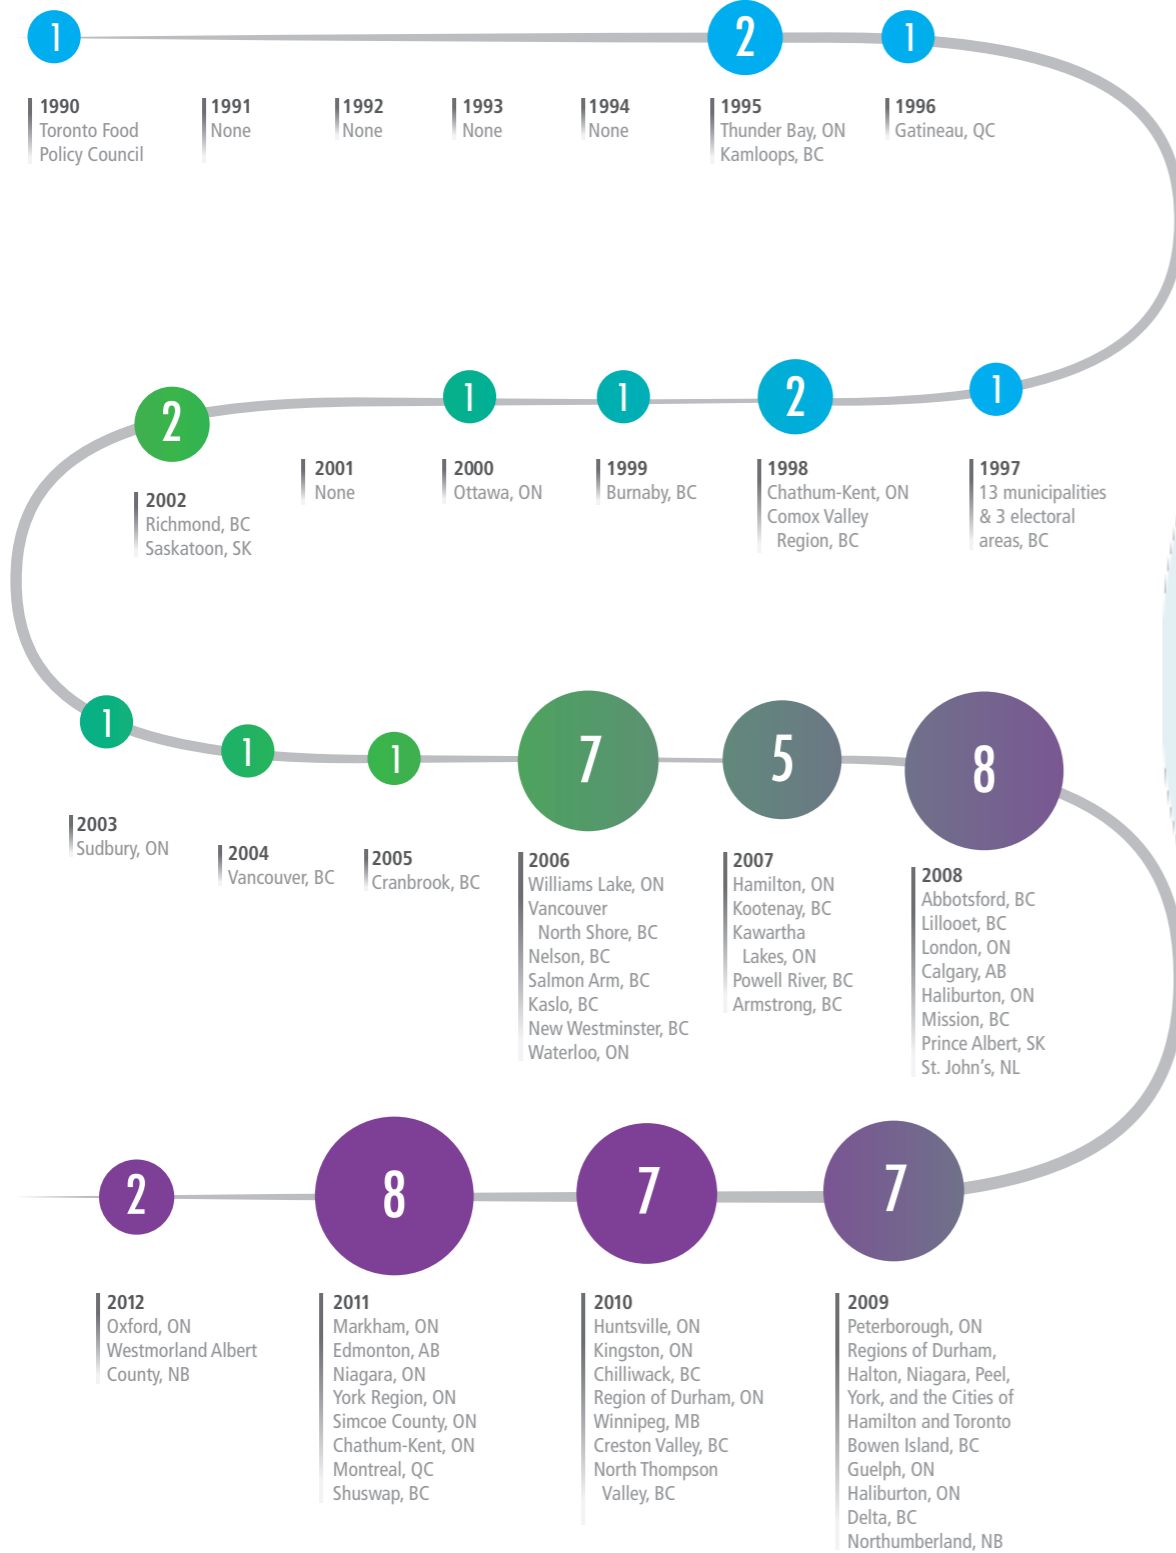 1
2
1
1990
Toronto Food
Policy Council
1991
None
1992
None
1993
None
1994
None
1995
Thunder Bay, ON
Kamloops, BC
1996
Gatineau, QC
2
1
1
2
1
2002
Richmond, BC
Saskatoon, SK
2001
None
2000
Ottawa, ON
1999
Burnaby, BC
1998
Chathum-Kent, ON
Comox Valley
Region, BC
1997
13 municipalities
& 3 electoral
areas, BC
1
1
1
7
5
8
2003
Sudbury, ON
2004
Vancouver, BC
2005
Cranbrook, BC
2006
Williams Lake, ON
Vancouver
North Shore, BC
Nelson, BC
Salmon Arm, BC
Kaslo, BC
New Westminster, BC
Waterloo, ON
2007
Hamilton, ON
Kootenay, BC
Kawartha
Lakes, ON
Powell River, BC
Armstrong, BC
2008
Abbotsford, BC
Lillooet, BC
London, ON
Calgary, AB
Haliburton, ON
Mission, BC
Prince Albert, SK
St. John's, NL
2
8
7
7
2012
Oxford, ON
Westmorland Albert
County, NB
2011
Markham, ON
Edmonton, AB
Niagara, ON
York Region, ON
Simcoe County, ON
Chathum-Kent, ON
Montreal, QC
Shuswap, BC
2010
Huntsville, ON
Kingston, ON
Chilliwack, BC
Region of Durham, ON
Winnipeg, MB
Creston Valley, BC
North Thompson
Valley, BC
2009
Peterborough, ON
Regions of Durham,
Halton, Niagara, Peel,
York, and the Cities of
Hamilton and Toronto
Bowen Island, BC
Guelph, ON
Haliburton, ON
Delta, BC
Northumberland, NB